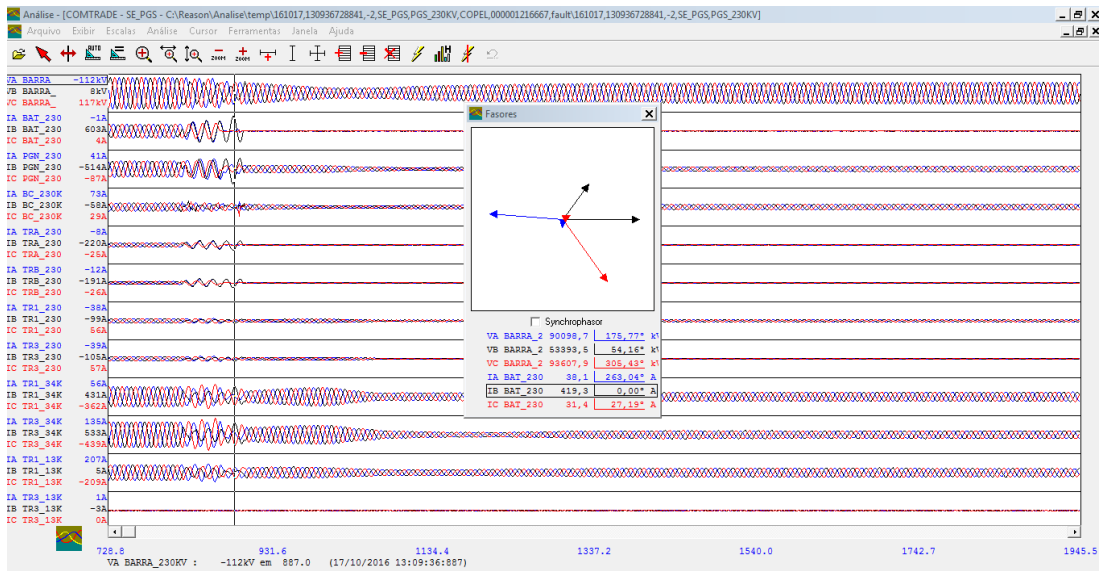 Análise - [COMTRADE - SE_PGS - C:\Reason\Analise\temp\161017,130936728841,-2,SE_PGS,PGS_230KV,COPEL,000001216667,fault\161017,130936728841,-2,SE_PGS,PGS_230KV]
Arquivo Exibir Escalas Análise Cursor Ferramentas Janela Ajuda
AUTO
ZOOM ZOOM
VA BARRA_ -112kV
VB BARRA_ 8kV
VC BARRA_ 117kV
IA BAT_230 -1A
IB BAT_230 603A
IC BAT_230 4A
IA PGN_230 41A
IB PGN_230 -514A
IC PGN_230 -87A
IA BC_230K 73A
IB BC_230K -58A
IC BC_230K 29A
IA TRA_230 -8A
IB TRA_230 -220A
IC TRA_230 -25A
IA TRB_230 -12A
IB TRB_230 -191A
IC TRB_230 -26A
IA TR1_230 -38A
IB TR1_230 -99A
IC TR1_230 66A
IA TR3_230 -39A
IB TR3_230 -105A
IC TR3_230 57A
IA TR1_34K 56A
IB TR1_34K 431A
IC TR1_34K -362A
IA TR3_34K 135A
IB TR3_34K 533A
IC TR3_34K -439A
IA TR1_13K 207A
IB TR1_13K 5A
IC TR1_13K -209A
IA TR3_13K 1A
IB TR3_13K -3A
IC TR3_13K 0A
Fasores
Synchrophasor
VA BARRA_2 90098,7 175,77° kV
VB BARRA_2 53393,5 54,16° kV
VC BARRA_2 93607,9 305,43° kV
IA BAT_230 38,1 263,04° A
IB BAT_230 419,3 0,00° A
IC BAT_230 31,4 27,19° A
728.8 931.6 1134.4 1337.2 1540.0 1742.7 1945.5
VA BARRA_230KV : -112kV em 887.0 (17/10/2016 13:09:36:887)